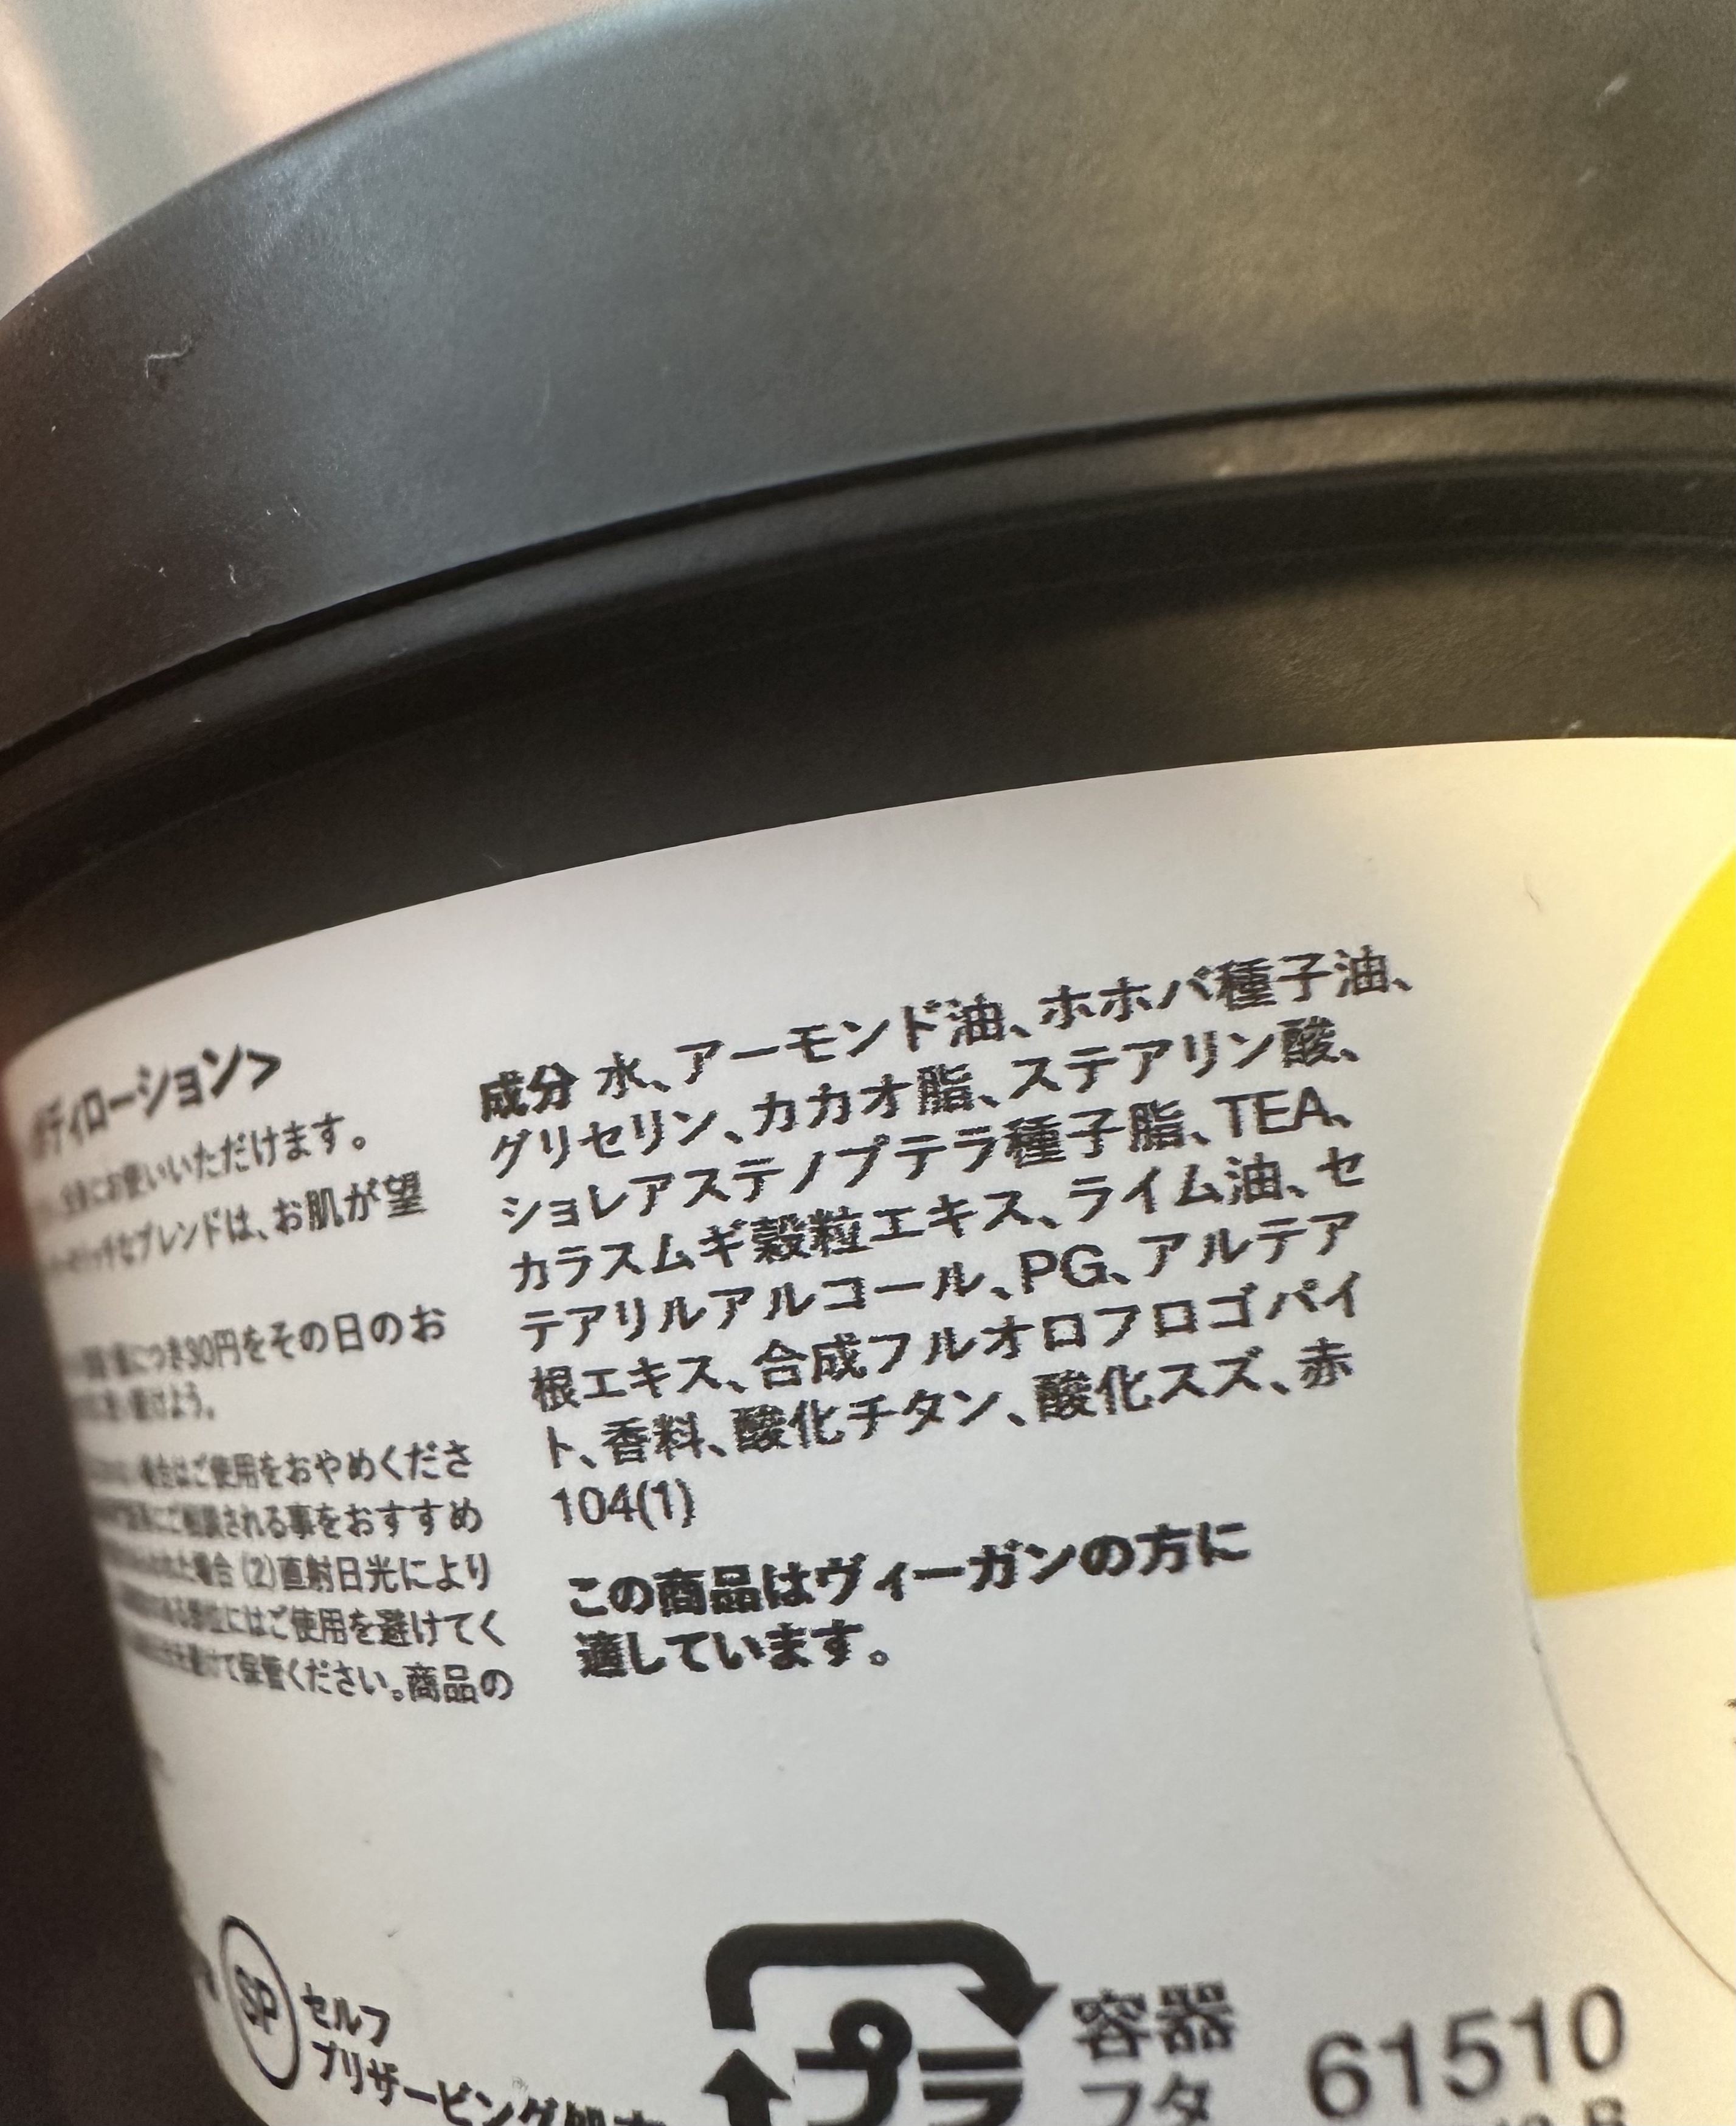 ボディローション>
お使いいただけます。
ブレンドは、お肌が望
につき30円をその日のお
けよう。
場合はご使用をおやめくださ
される事をおすすめ
場合 (2)直射日光により
にはご使用を避けてく
保管ください。商品の
成分 水、アーモンド油、ホホバ種子油、
グリセリン、カカオ脂、ステアリン酸、
ショレアステノプテラ種子脂、TEA、
カラスムギ穀粒エキス、ライム油、セ
テアリルアルコール、PG、アルテア
根エキス、合成フルオロフロゴパイ
ト、香料、酸化チタン、酸化スズ、赤
104(1)
この商品はヴィーガンの方に
適しています。
SP
セルフ
プリザービング
プラ
容器
フタ
61510